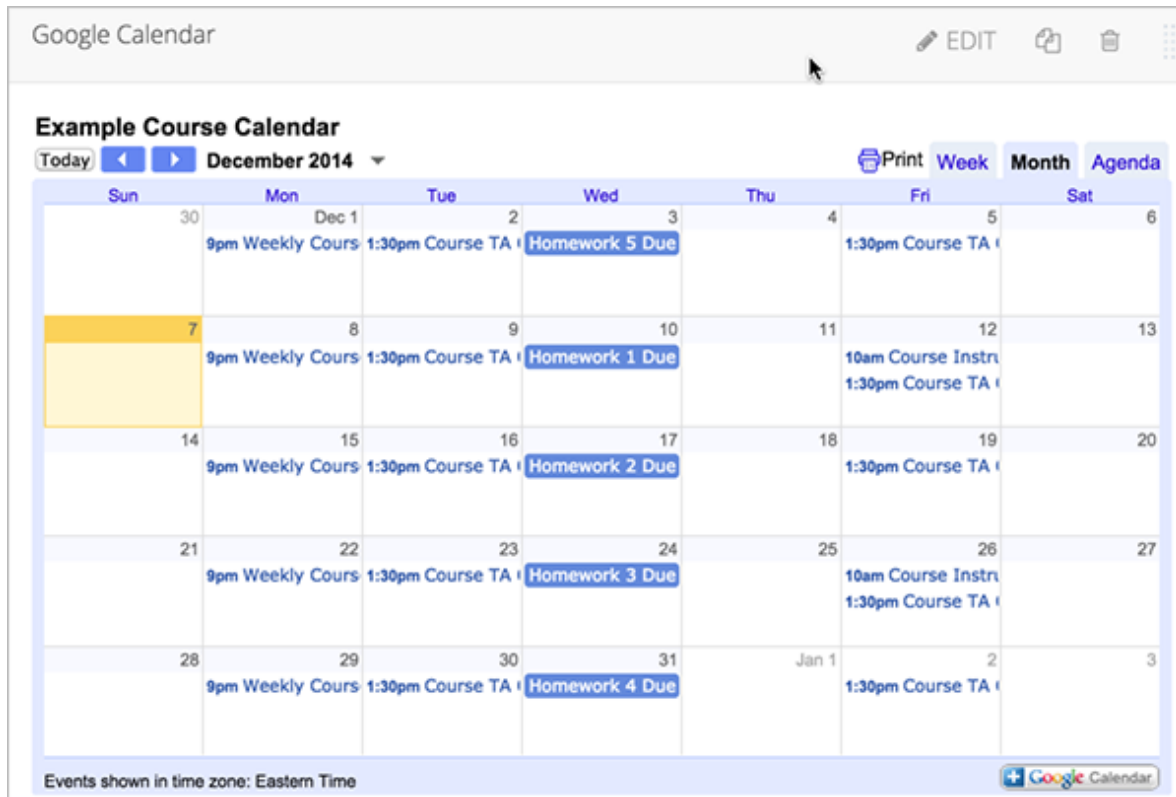 Google Calendar
EDIT
Example Course Calendar
Today December 2014 Print Week Month Agenda
Sun Mon Tue Wed Thu Fri Sat
30 Dec 1 2 3 4 5 6
9pm Weekly Cours 1:30pm Course TA Homework 5 Due 1:30pm Course TA
7 8 9 10 11 12 13
9pm Weekly Cours 1:30pm Course TA Homework 1 Due 10am Course Instru
1:30pm Course TA
14 15 16 17 18 19 20
9pm Weekly Cours 1:30pm Course TA Homework 2 Due 1:30pm Course TA
21 22 23 24 25 26 27
9pm Weekly Cours 1:30pm Course TA Homework 3 Due 10am Course Instru
1:30pm Course TA
28 29 30 31 Jan 1 2 3
9pm Weekly Cours 1:30pm Course TA Homework 4 Due 1:30pm Course TA
Events shown in time zone: Eastern Time Google Calendar